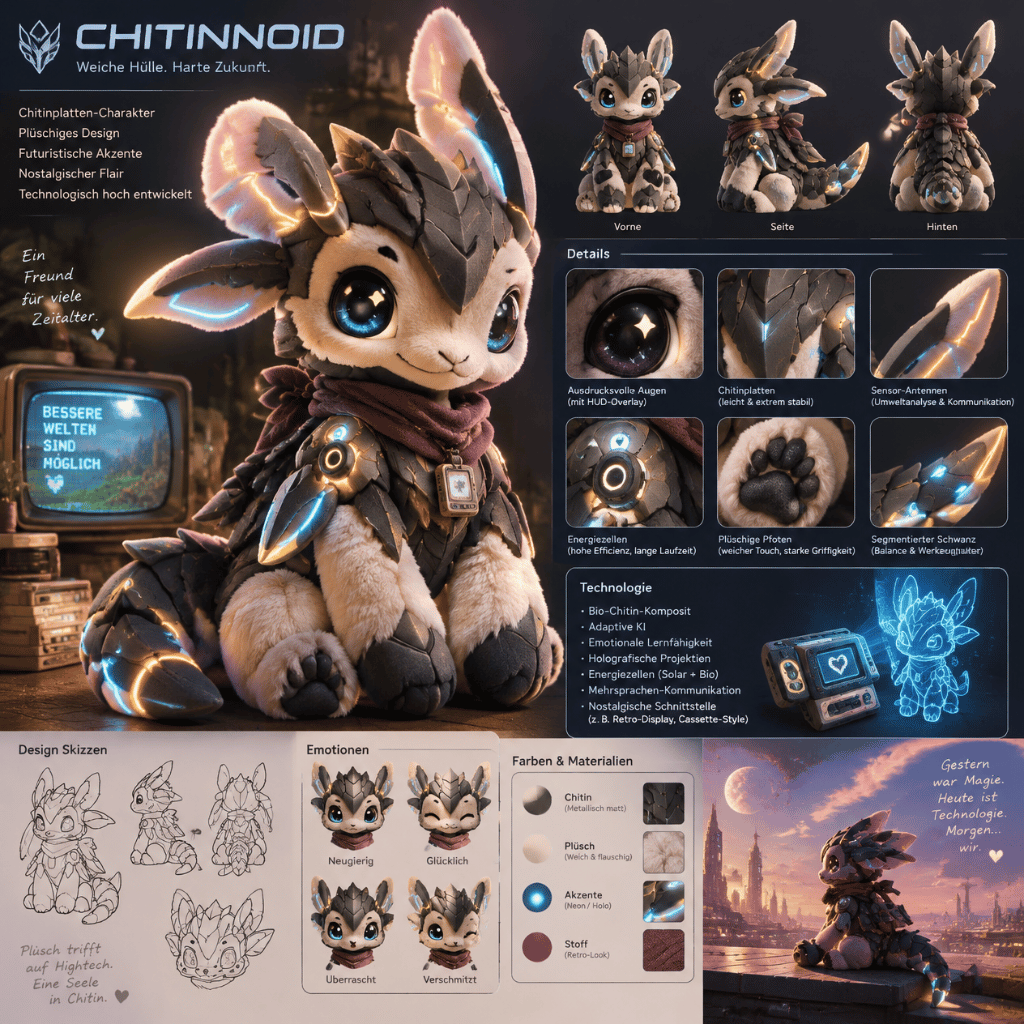 CHITINNOID
Weiche Hülle. Harte Zukunft.
Chitinplatten-Charakter
Plüschiges Design
Futuristische Akzente
Nostalgischer Flair
Technologisch hoch entwickelt
Ein
Freund
für viele
Zeitalter.
BESSERE
WELTEN
SIND
MÖGLICH
Vorne
Seite
Hinten
Details
Ausdrucksvolle Augen
(mit HUD-Overlay)
Chitinplatten
(leicht & extrem stabil)
Sensor-Antennen
(Umweltanalyse & Kommunikation)
Energiezellen
(hohe Efficienz, lange Laufzeit)
Plüschige Pfoten
(weicher Touch, starke Griffigkeit)
Segmentierter Schwanz
(Balance &
Technologie
• Bio-Chitin-Komposit
• Adaptive KI
• Emotionale Lernfähigkeit
• Holografische Projektion
• Energiezellen (Solar + Bio)
• Mehrsprachen-Kommunikation
• Nostalgische Schnittstelle
(z. B. Retro-Display, Cassette-Style)
Design Skizzen
Plüsch trifft
auf Hightech.
Eine Seele
in Chitin.
Emotionen
Neugierig
Glücklich
Überrascht
Verschmitzt
Farben & Materialien
Chitin
(Metallisch matt)
Plüsch
(Weich & flauschig)
Akzente
(Neon / Holo)
Stoff
(Retro-Look)
Gestern
war Magie.
Heute ist
Technologie.
Morgen...
wir.